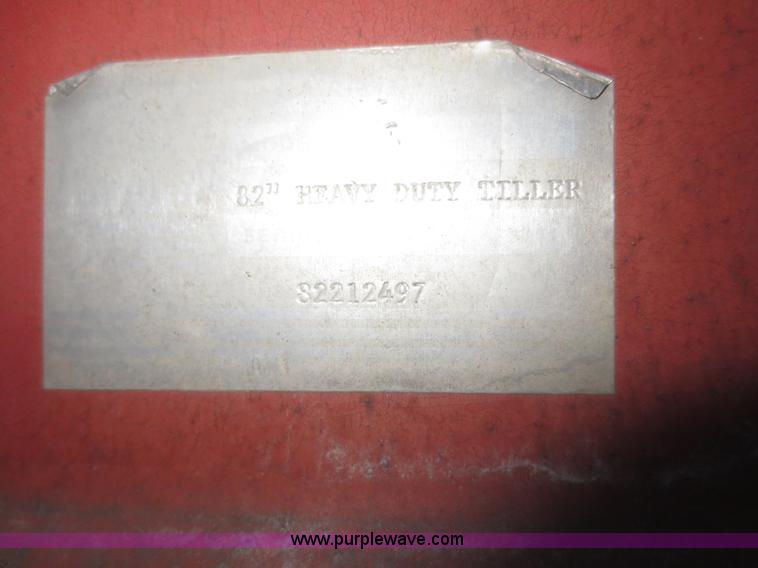 82" HEAVY DUTY TILLER
S2212497
www.purplewave.com